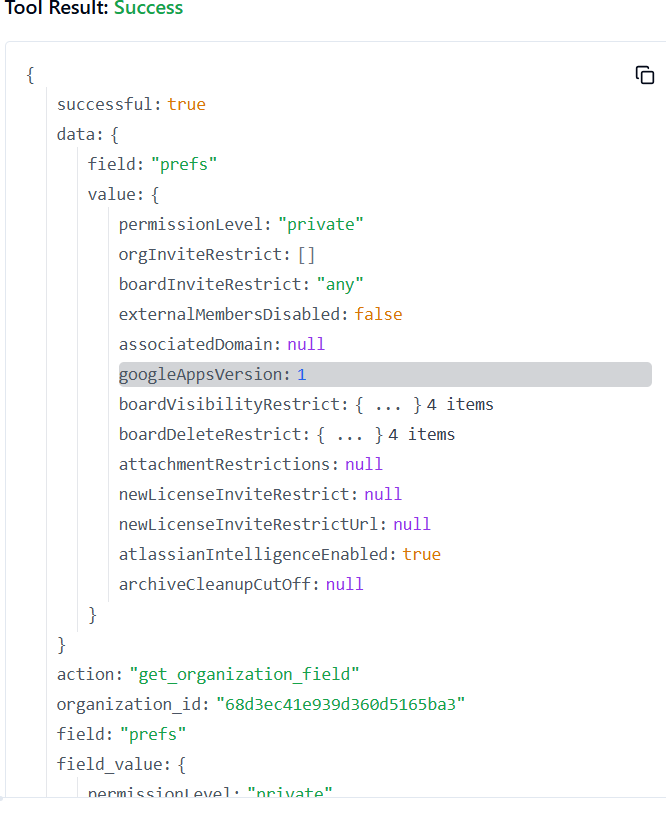 Tool Result: Success
{
successful: true
data: {
field: "prefs"
value: {
permissionLevel: "private"
orgInviteRestrict: []
boardInviteRestrict: "any"
externalMembersDisabled: false
associatedDomain: null
googleAppsVersion: 1
boardVisibilityRestrict: { ... } 4 items
boardDeleteRestrict: { ... } 4 items
attachmentRestrictions: null
newLicenseInviteRestrict: null
newLicenseInviteRestrictUrl: null
atlassianIntelligenceEnabled: true
archiveCleanupCutOff: null
}
}
action: "get_organization_field"
organization_id: "68d3ec41e939d360d5165ba3"
field: "prefs"
field_value: {
permissionLevel: "private"